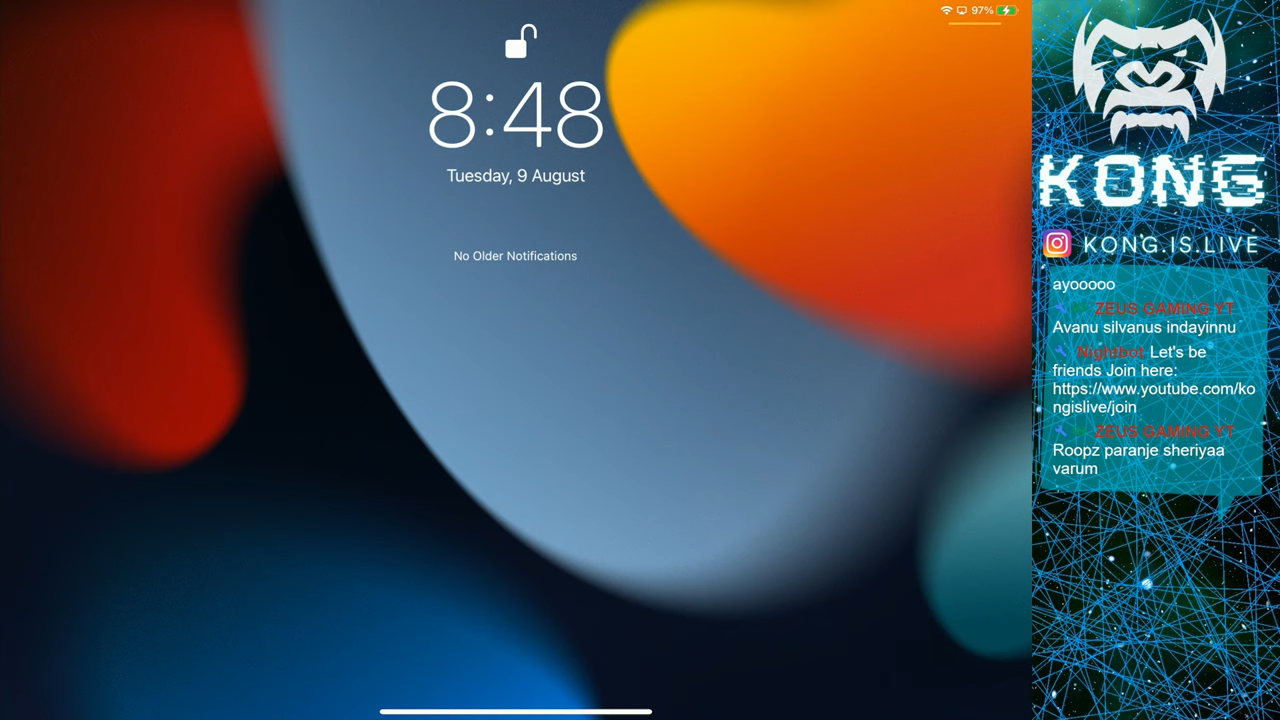 97%
8:48
Tuesday, 9 August
No Older Notifications
KONG
KONG.IS.LIVE
ayooooo
ZEUS GAMING YT
Avanu silvanus indayinnu
Nightbot Let's be
friends Join here:
https://www.youtube.com/ko
ngislive/join
ZEUS GAMING YT
Roopz paranje sheriyaa
varum